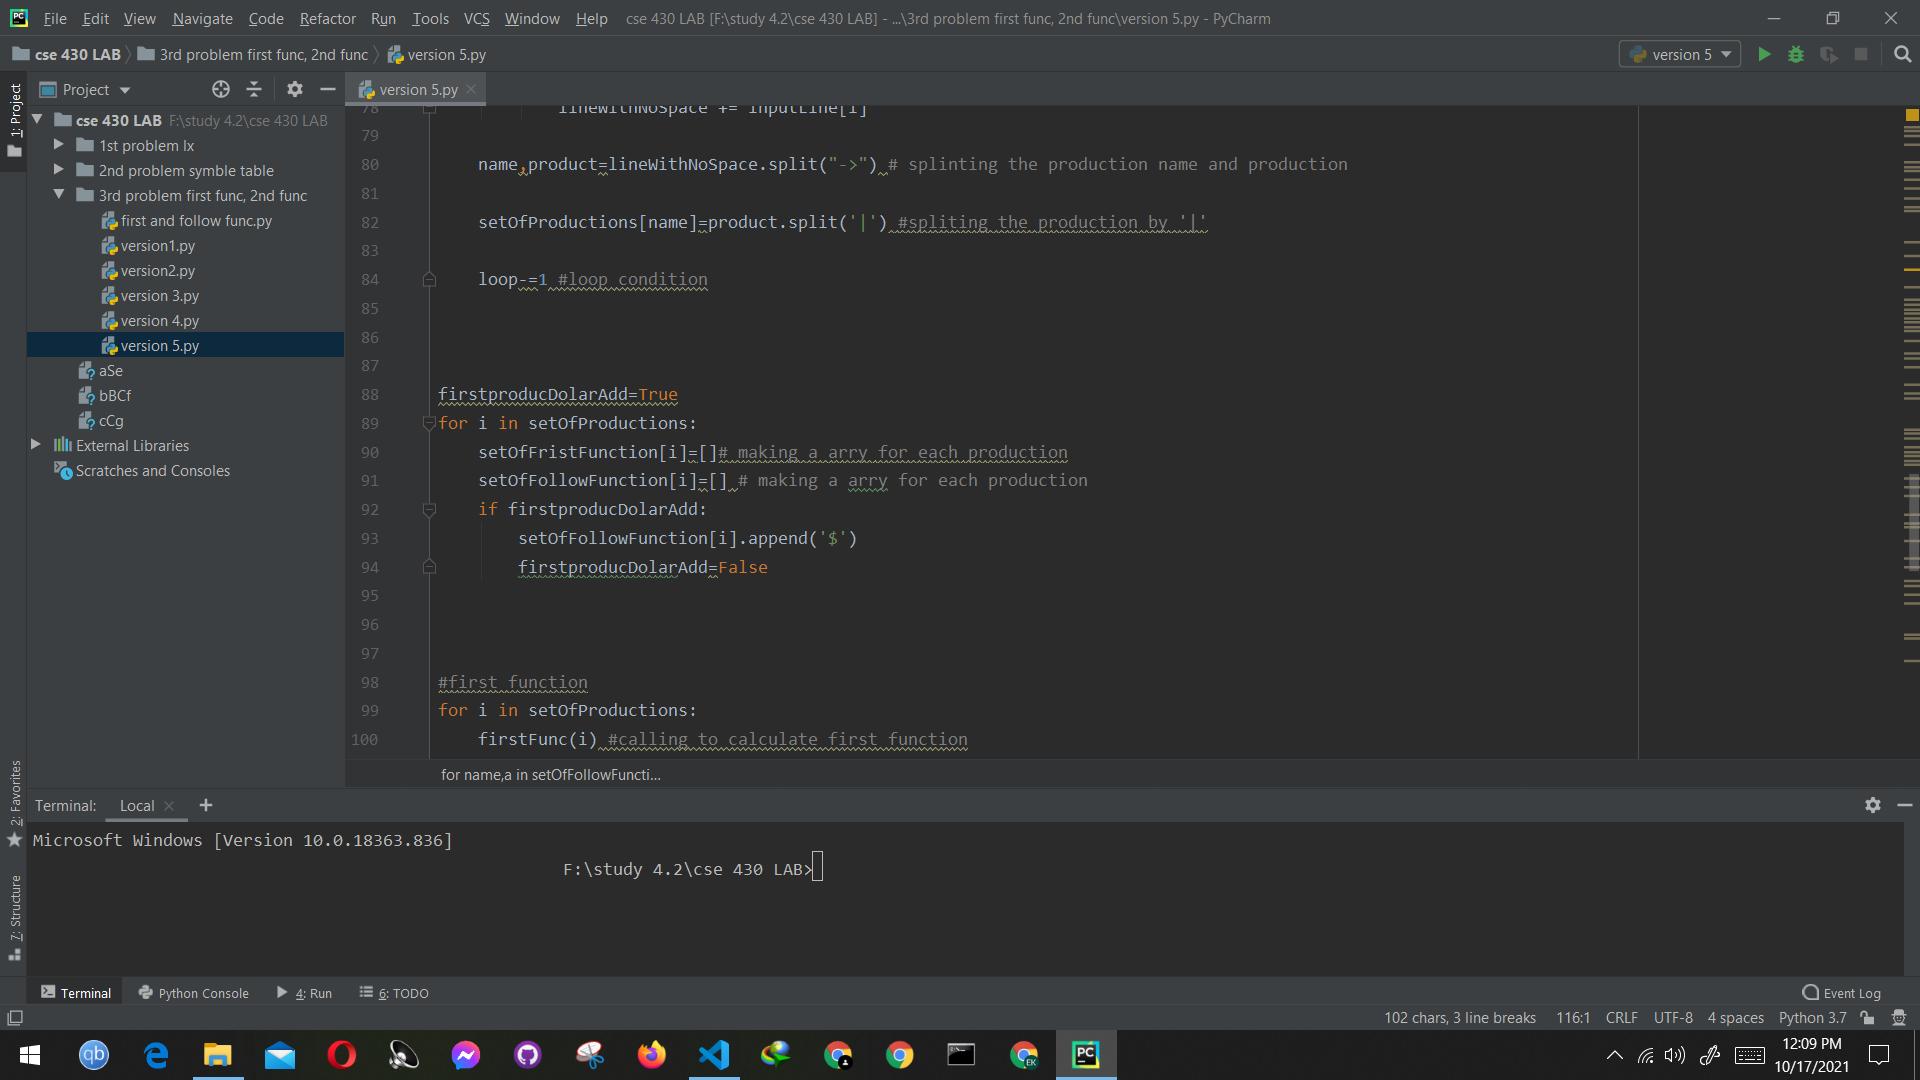 File Edit View Navigate Code Refactor Run Tools VCS Window Help cse 430 LAB [F:\study 4.2\cse 430 LAB] - ...\3rd problem first func, 2nd func\version 5.py - PyCharm
cse 430 LAB 3rd problem first func, 2nd func version 5.py version 5
Project version 5.py
1: Project
cse 430 LAB F:\study 4.2\cse 430 LAB
1st problem lx
2nd problem symble table
3rd problem first func, 2nd func
first and follow func.py
version1.py
version2.py
version 3.py
version 4.py
version 5.py
aSe
bBCf
cCg
External Libraries
Scratches and Consoles
78 lineWithNoSpace += inputLine[i]
79
80 name,product=lineWithNoSpace.split("->") # splinting the production name and production
81
82 setOfProductions[name]=product.split('|') #spliting the production by '|'
83
84 loop-=1 #loop condition
85
86
87
88 firstproducDolarAdd=True
89 for i in setOfProductions:
90 setOfFristFunction[i]=[]# making a arry for each production
91 setOfFollowFunction[i]=[] # making a arry for each production
92 if firstproducDolarAdd:
93 setOfFollowFunction[i].append('$')
94 firstproducDolarAdd=False
95
96
97
98 #first function
99 for i in setOfProductions:
100 firstFunc(i) #calling to calculate first function
for name,a in setOfFollowFuncti...
2: Favorites
7: Structure
Terminal: Local +
Microsoft Windows [Version 10.0.18363.836]
F:\study 4.2\cse 430 LAB>
Terminal Python Console 4: Run 6: TODO Event Log
102 chars, 3 line breaks 116:1 CRLF UTF-8 4 spaces Python 3.7
qb EK PC
12:09 PM
10/17/2021